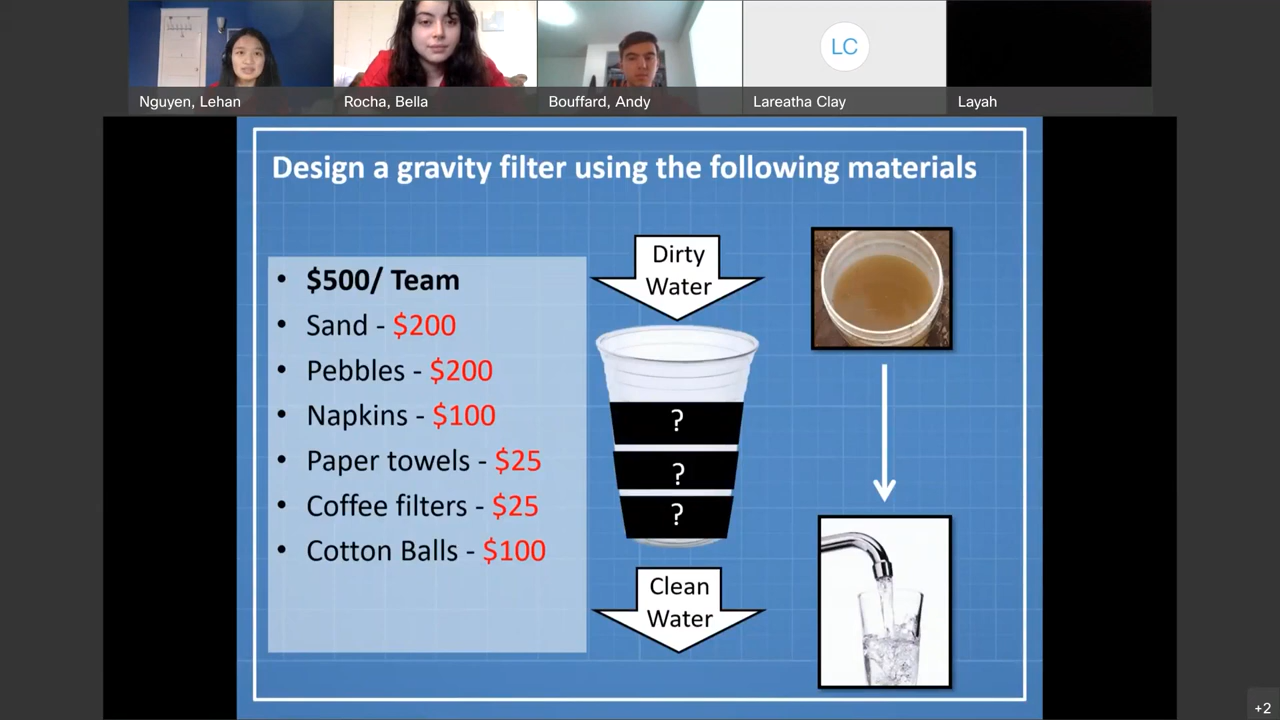 Nguyen, Lehan
Rocha, Bella
Bouffard, Andy
LC
Lareatha Clay
Layah
Design a gravity filter using the following materials
• $500/ Team
• Sand - $200
• Pebbles - $200
• Napkins - $100
• Paper towels - $25
• Coffee filters - $25
• Cotton Balls - $100
Dirty
Water
?
?
?
Clean
Water
+2